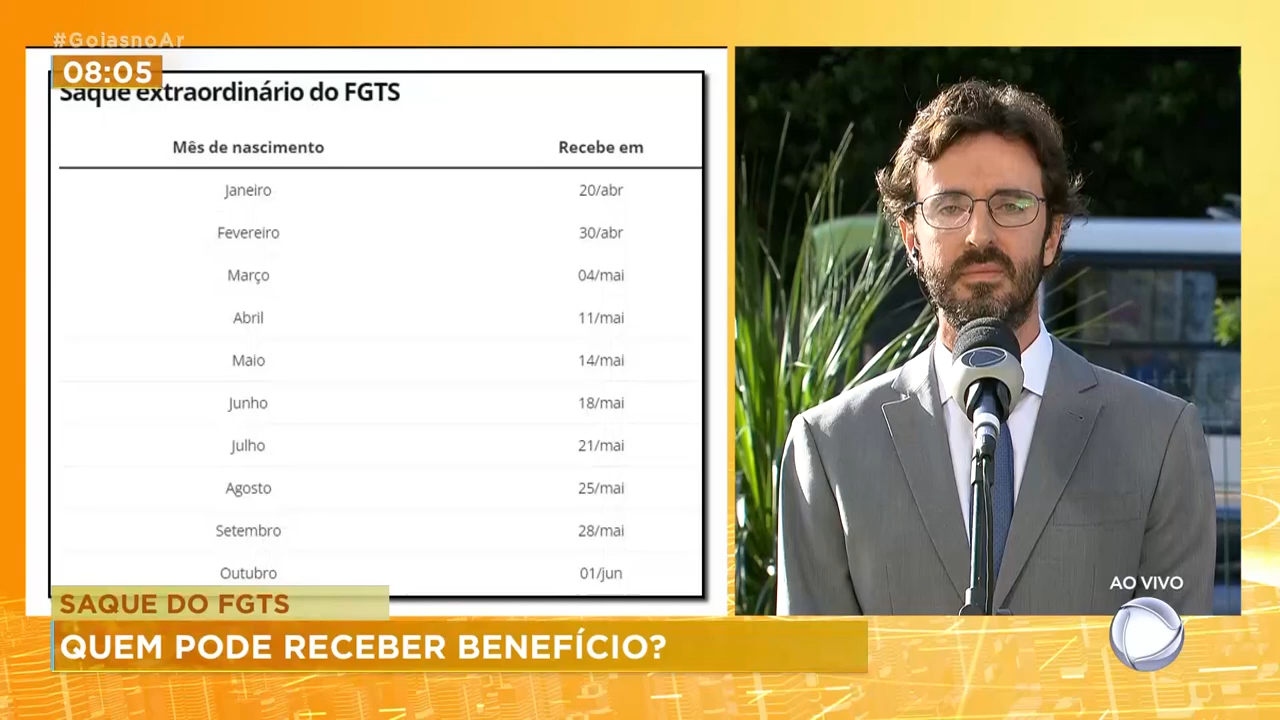 #GoiasnoAr
08:05
Saque extraordinário do FGTS
Mês de nascimento Recebe em
Janeiro 20/abr
Fevereiro 30/abr
Março 04/mai
Abril 11/mai
Maio 14/mai
Junho 18/mai
Julho 21/mai
Agosto 25/mai
Setembro 28/mai
Outubro 01/jun
AO VIVO
SAQUE DO FGTS
QUEM PODE RECEBER BENEFÍCIO?